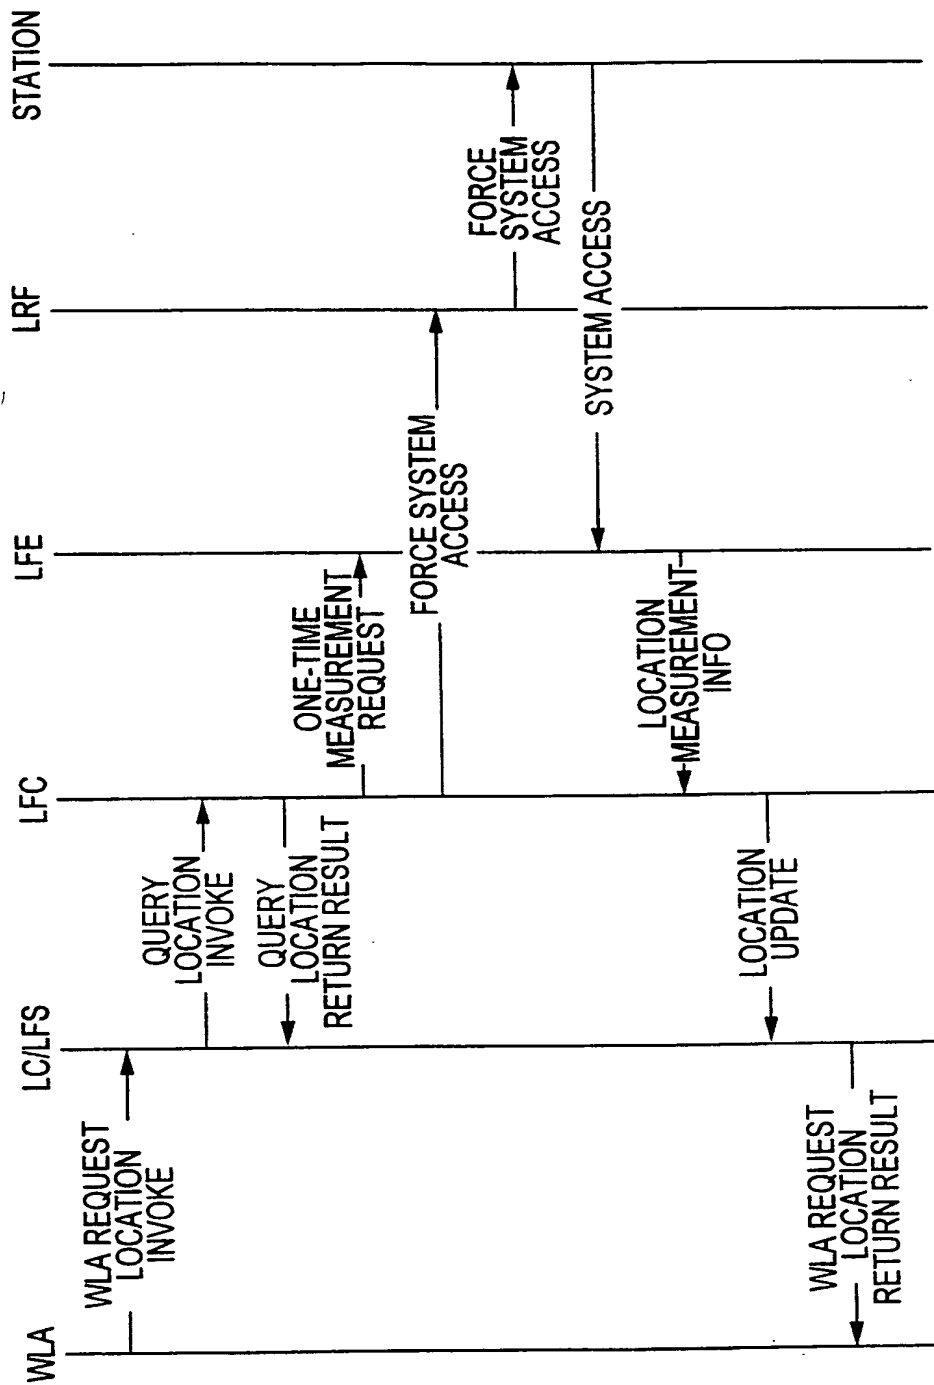 WLA
LC/LFS
LFC
LFE
LRF
STATION
WLA REQUEST
LOCATION
INVOKE
QUERY
LOCATION
INVOKE
QUERY
LOCATION
RETURN RESULT
ONE-TIME
MEASUREMENT
REQUEST
FORCE SYSTEM
ACCESS
FORCE
SYSTEM
ACCESS
SYSTEM ACCESS
LOCATION
MEASUREMENT
INFO
LOCATION
UPDATE
WLA REQUEST
LOCATION
RETURN RESULT